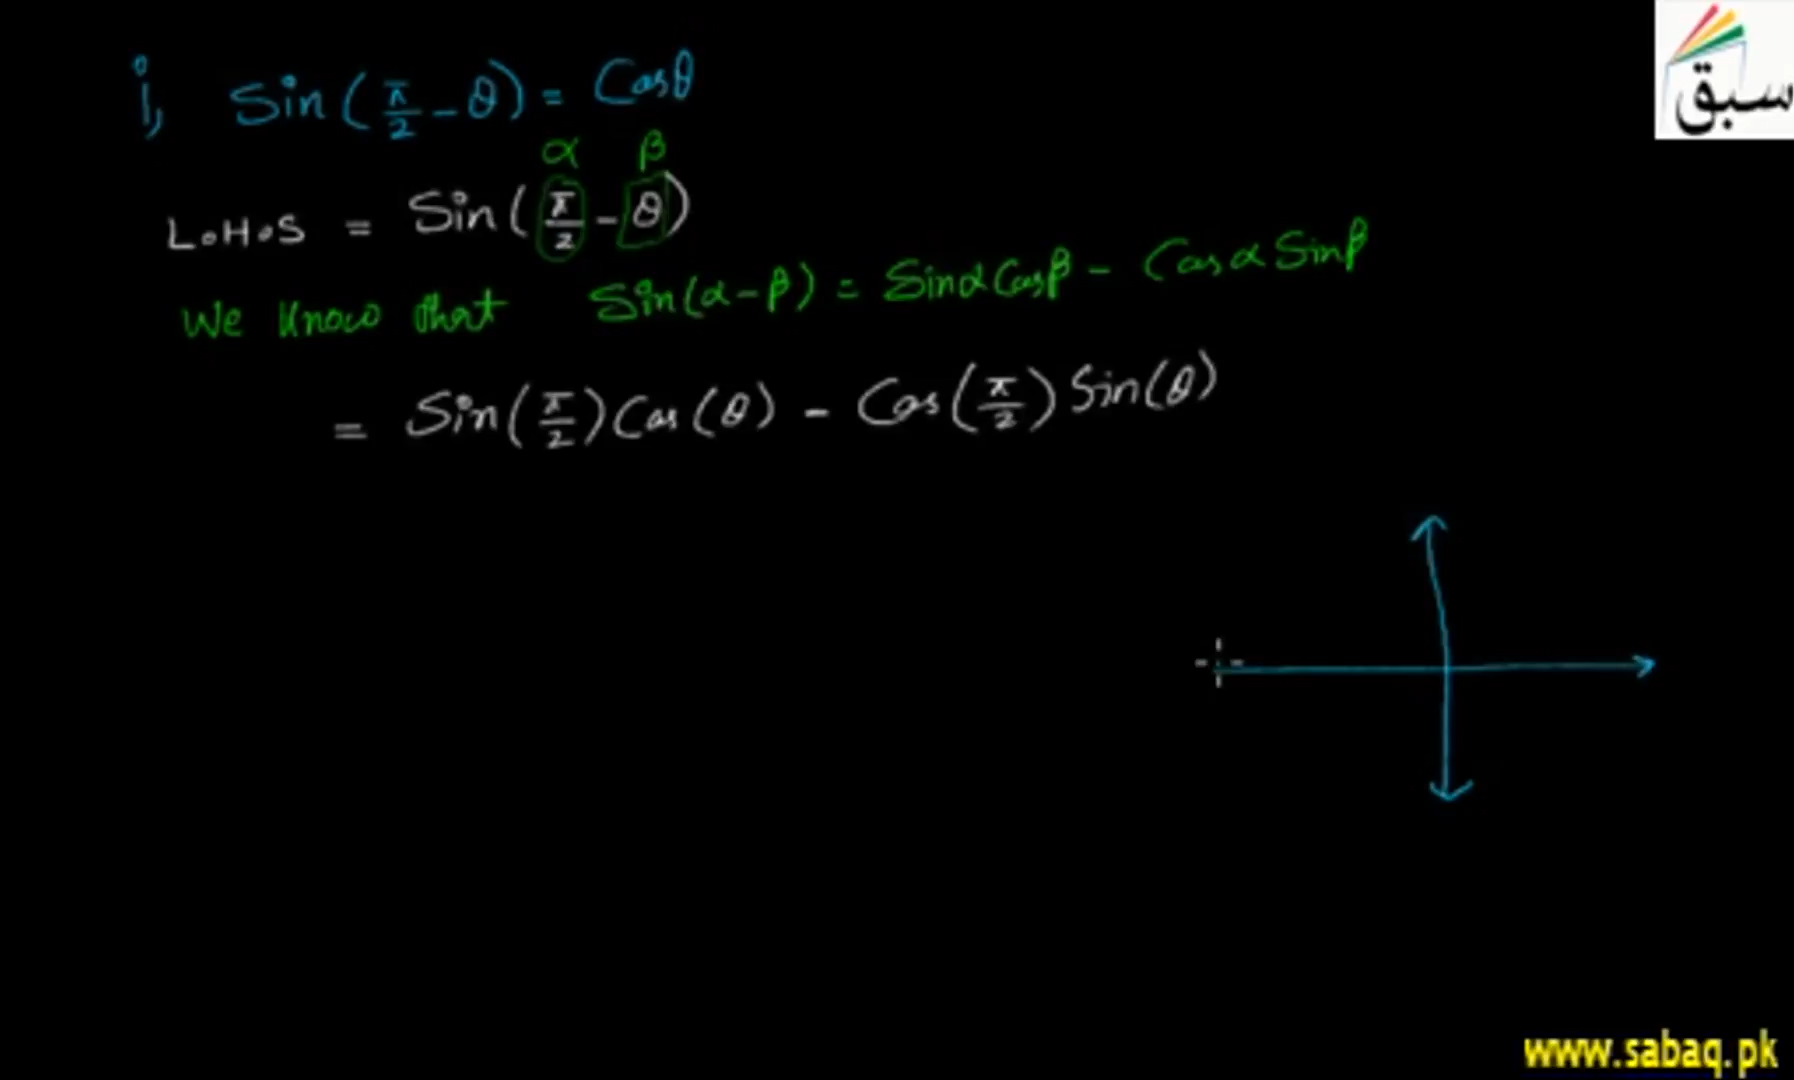 سبق
i, Sin(π/2 - θ) = Cosθ
α β
L.H.S = Sin(π/2 - θ)
We know that Sin(α-β) = Sinα Cosβ - Cosα Sinβ
= Sin(π/2) Cos(θ) - Cos(π/2) Sin(θ)
www.sabaq.pk